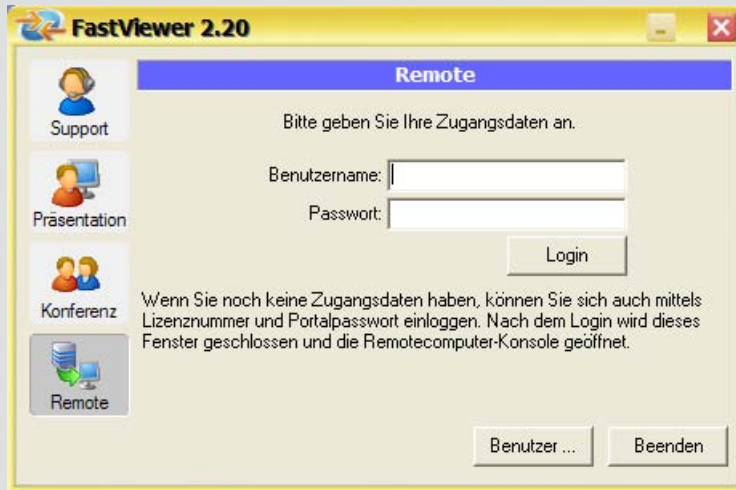 FastViewer 2.20
Support
Präsentation
Konferenz
Remote
Remote
Bitte geben Sie Ihre Zugangsdaten an.
Benutzername:
Passwort:
Login
Wenn Sie noch keine Zugangsdaten haben, können Sie sich auch mittels
Lizenznummer und Portalpasswort einloggen. Nach dem Login wird dieses
Fenster geschlossen und die Remotecomputer-Konsole geöffnet.
Benutzer ...
Beenden